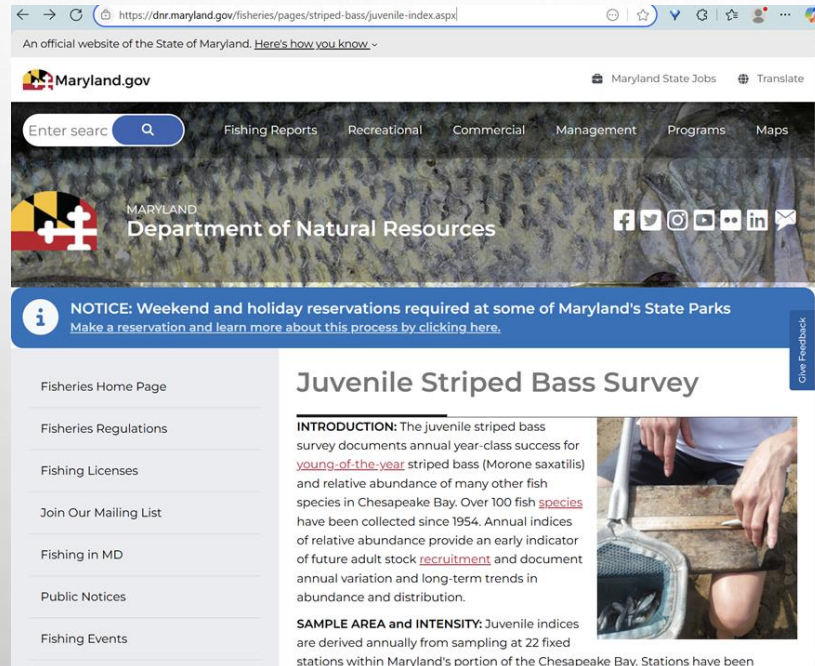 https://dnr.maryland.gov/fisheries/pages/striped-bass/juvenile-index.aspx
An official website of the State of Maryland. Here's how you know
Maryland.gov
Maryland State Jobs
Translate
Enter searc
Fishing Reports
Recreational
Commercial
Management
Programs
Maps
MARYLAND
Department of Natural Resources
NOTICE: Weekend and holiday reservations required at some of Maryland's State Parks
Make a reservation and learn more about this process by clicking here.
Give Feedback
Fisheries Home Page
Fisheries Regulations
Fishing Licenses
Join Our Mailing List
Fishing in MD
Public Notices
Fishing Events
Juvenile Striped Bass Survey
INTRODUCTION: The juvenile striped bass
survey documents annual year-class success for
young-of-the-year striped bass (Morone saxatilis)
and relative abundance of many other fish
species in Chesapeake Bay. Over 100 fish species
have been collected since 1954. Annual indices
of relative abundance provide an early indicator
of future adult stock recruitment and document
annual variation and long-term trends in
abundance and distribution.
SAMPLE AREA and INTENSITY: Juvenile indices
are derived annually from sampling at 22 fixed
stations within Maryland's portion of the Chesapeake Bay. Stations have been